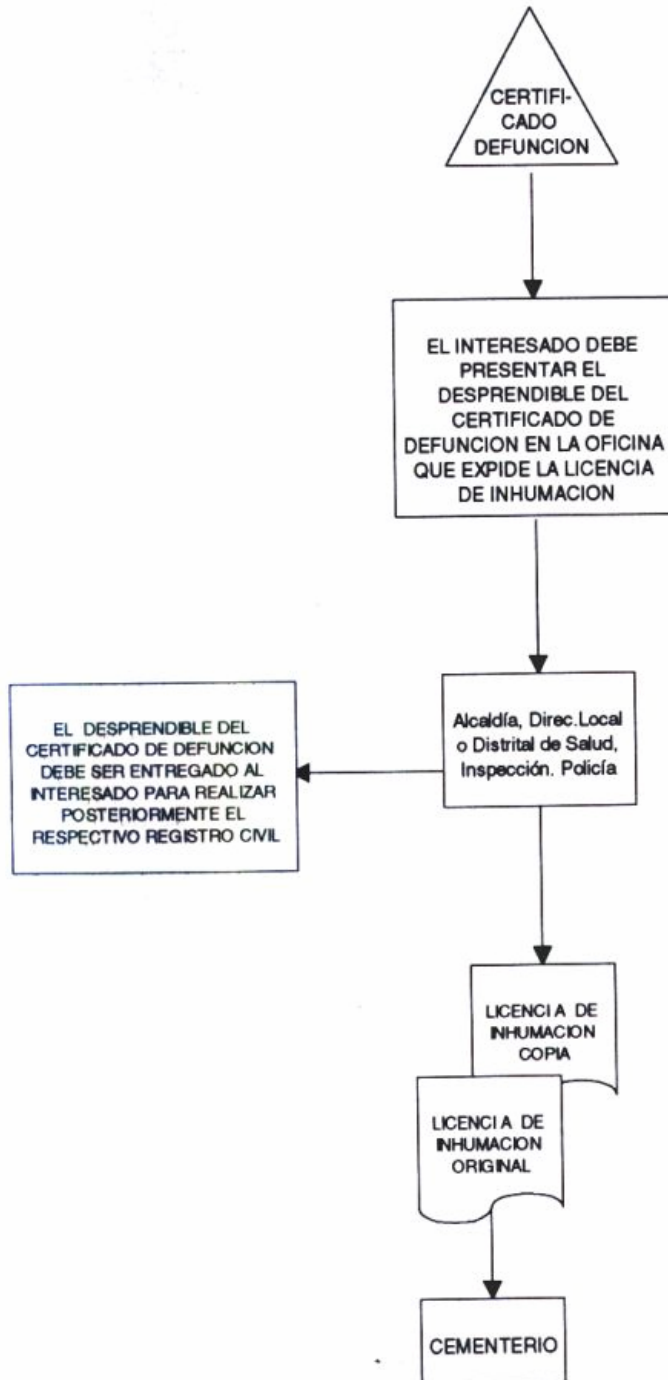 CERTIFI-
CADO
DEFUNCION
EL INTERESADO DEBE
PRESENTAR EL
DESPRENDIBLE DEL
CERTIFICADO DE
DEFUNCION EN LA OFICINA
QUE EXPIDE LA LICENCIA
DE INHUMACION
Alcaldía, Direc.Local
o Distrital de Salud,
Inspección. Policía
EL DESPRENDIBLE DEL
CERTIFICADO DE DEFUNCION
DEBE SER ENTREGADO AL
INTERESADO PARA REALIZAR
POSTERIORMENTE EL
RESPECTIVO REGISTRO CIVIL
LICENCIA DE
INHUMACION
COPIA
LICENCIA DE
INHUMACION
ORIGINAL
CEMENTERIO